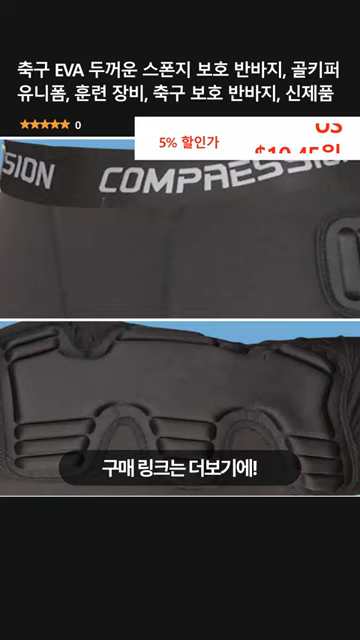 축구 EVA 두꺼운 스폰지 보호 반바지, 골키퍼
유니폼, 훈련 장비, 축구 보호 반바지, 신제품
★★★★★ 0
5% 할인가
SION COMPRESSION
구매 링크는 더보기에!